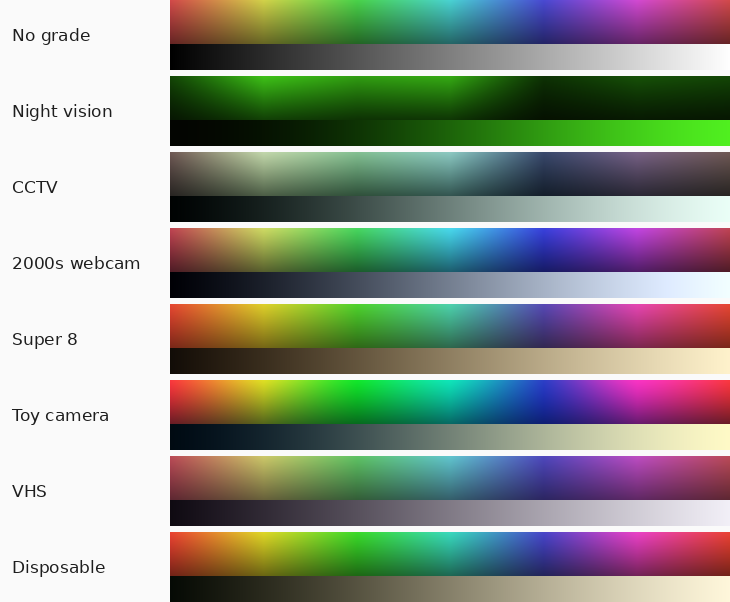 No grade
Night vision
CCTV
2000s webcam
Super 8
Toy camera
VHS
Disposable